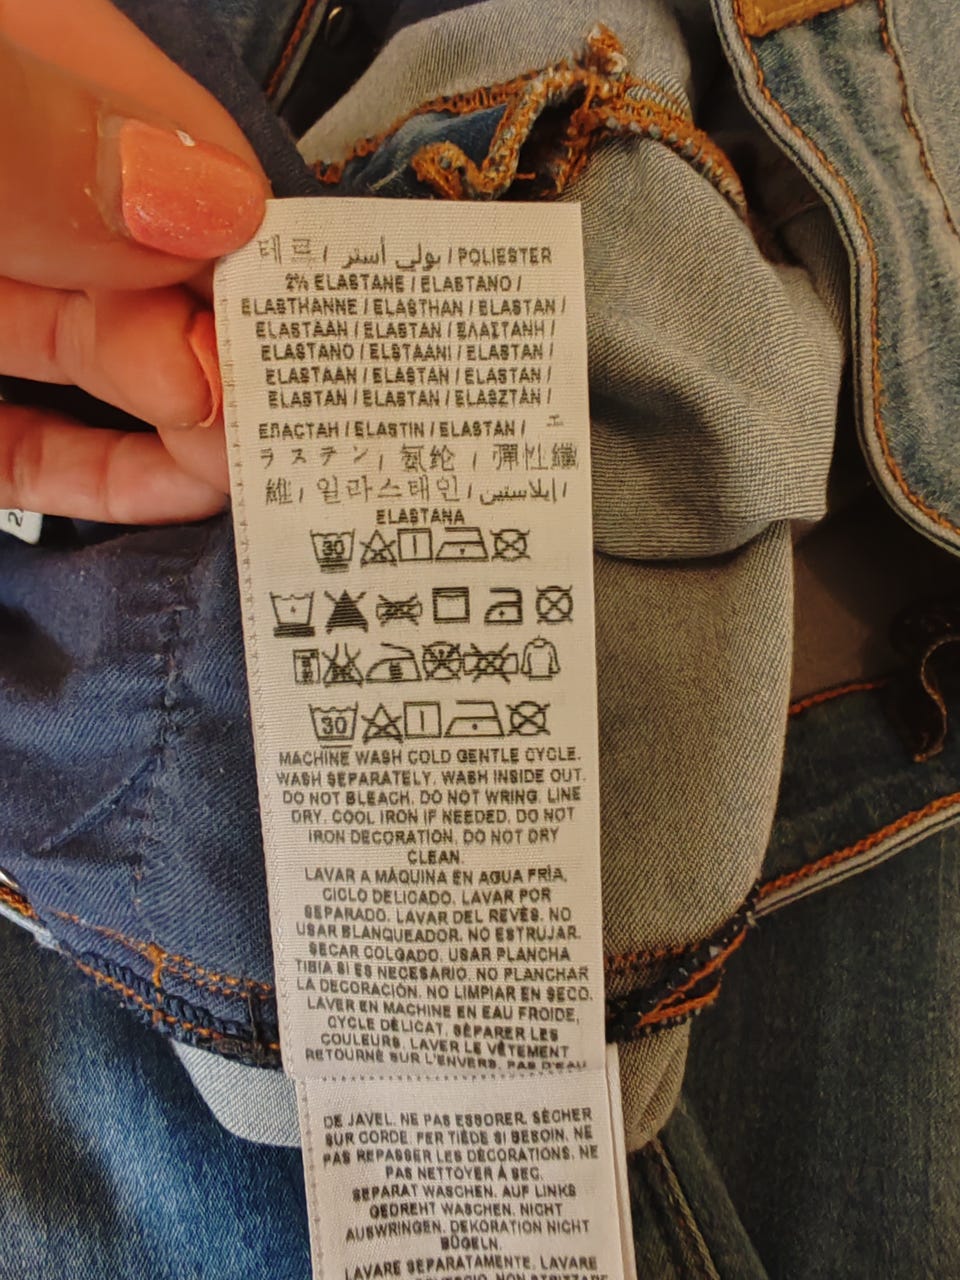 테르 / بولي أستر / POLIESTER
2% ELASTANE / ELASTANO /
ELASTHANNE / ELASTHAN / ELASTAN /
ELASTAAN / ELASTAN / ΕΛΑΣΤΑΝΗ /
ELASTANO / ELSTAANI / ELASTAN /
ELASTAAN / ELASTAN / ELASTAN /
ELASTAN / ELASTAN / ELASZTÁN /
ЕПАСТАН / ELASTIN / ELASTAN / エ
ラステン / 氨纶 / 彈性纖
維 / 일라스태인 / إيلاستين /
ELASTANA
30
30
MACHINE WASH COLD GENTLE CYCLE.
WASH SEPARATELY. WASH INSIDE OUT.
DO NOT BLEACH. DO NOT WRING. LINE
DRY. COOL IRON IF NEEDED. DO NOT
IRON DECORATION. DO NOT DRY
CLEAN.
LAVAR A MÁQUINA EN AGUA FRÍA,
CICLO DELICADO. LAVAR POR
SEPARADO. LAVAR DEL REVÉS. NO
USAR BLANQUEADOR. NO ESTRUJAR.
SECAR COLGADO. USAR PLANCHA
TIBIA SI ES NECESARIO. NO PLANCHAR
LA DECORACIÓN. NO LIMPIAR EN SECO.
LAVER EN MACHINE EN EAU FROIDE,
CYCLE DÉLICAT. SÉPARER LES
COULEURS. LAVER LE VÊTEMENT
RETOURNÉ SUR L'ENVERS. PAS D'EAU
DE JAVEL. NE PAS ESSORER. SÉCHER
SUR CORDE. FER TIÈDE SI BESOIN. NE
PAS REPASSER LES DÉCORATIONS. NE
PAS NETTOYER À SEC.
SEPARAT WASCHEN. AUF LINKS
GEDREHT WASCHEN. NICHT
AUSWRINGEN. DEKORATION NICHT
BÜGELN.
LAVARE SEPARATAMENTE. LAVARE